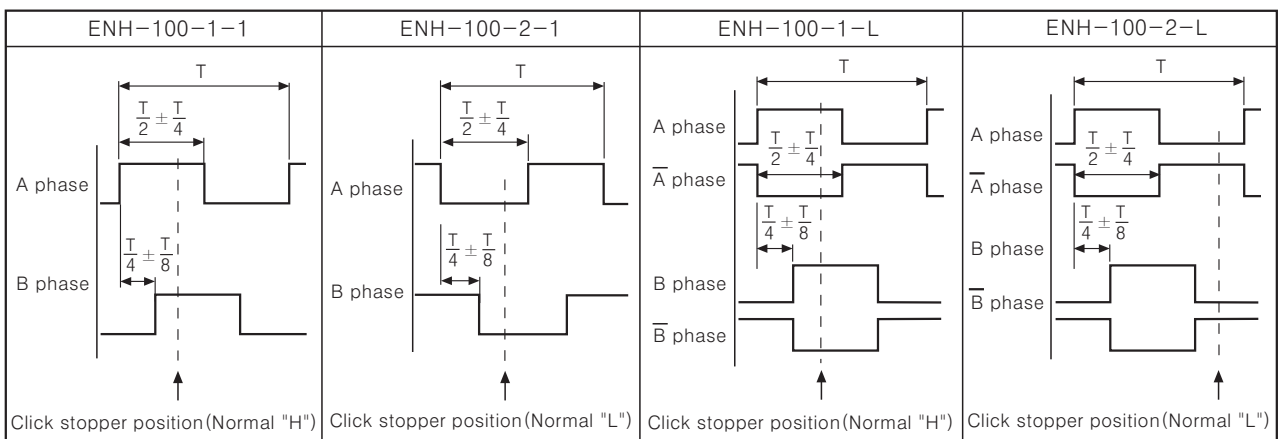 ENH-100-1-1
T
T/2 ± T/4
A phase
T/4 ± T/8
B phase
Click stopper position(Normal "H")
ENH-100-2-1
T
T/2 ± T/4
A phase
T/4 ± T/8
B phase
Click stopper position(Normal "L")
ENH-100-1-L
T
A phase
T/2 ± T/4
A̅ phase
T/4 ± T/8
B phase
B̅ phase
Click stopper position(Normal "H")
ENH-100-2-L
T
A phase
T/2 ± T/4
A̅ phase
T/4 ± T/8
B phase
B̅ phase
Click stopper position(Normal "L")